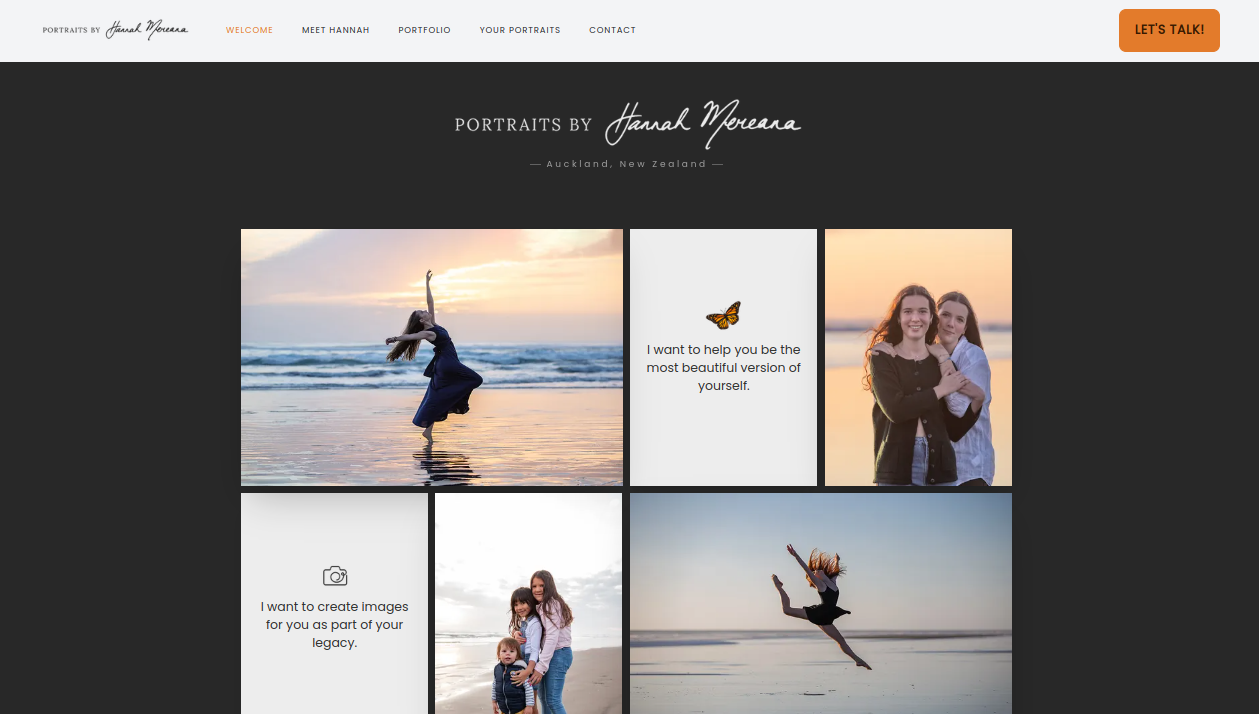 PORTRAITS BY Hannah Mereana
WELCOME
MEET HANNAH
PORTFOLIO
YOUR PORTRAITS
CONTACT
LET'S TALK!
PORTRAITS BY Hannah Mereana
— Auckland, New Zealand —
I want to help you be the
most beautiful version of
yourself.
I want to create images
for you as part of your
legacy.